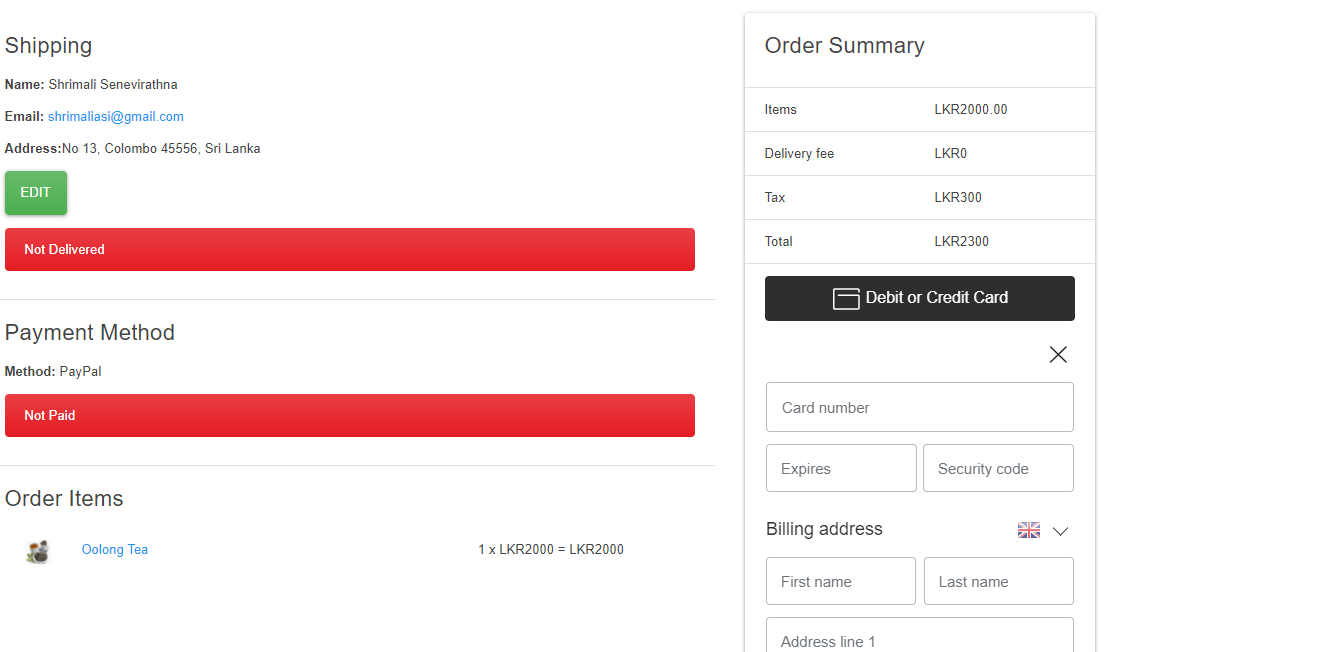 Shipping
Name: Shrimali Senevirathna
Email: shrimaliasi@gmail.com
Address:No 13, Colombo 45556, Sri Lanka
EDIT
Not Delivered
Payment Method
Method: PayPal
Not Paid
Order Items
Oolong Tea 1 x LKR2000 = LKR2000
Order Summary
Items LKR2000.00
Delivery fee LKR0
Tax LKR300
Total LKR2300
Debit or Credit Card
Card number
Expires Security code
Billing address
First name Last name
Address line 1